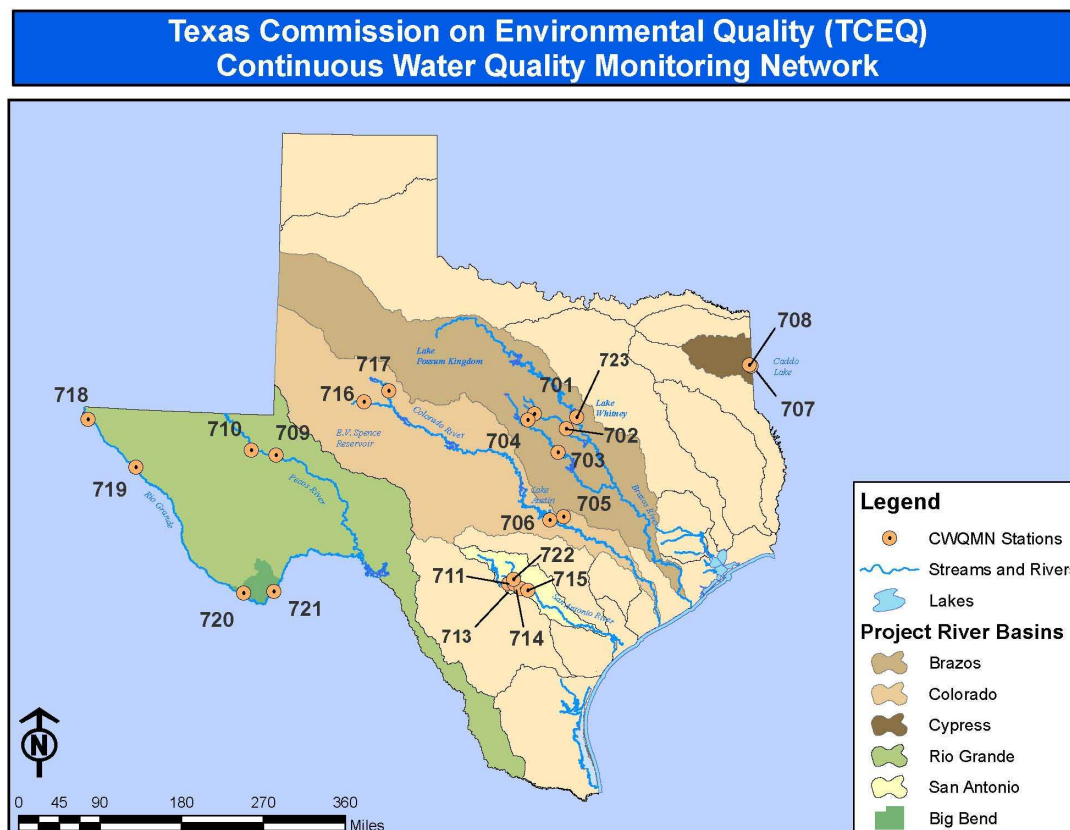 Texas Commission on Environmental Quality (TCEQ)
Continuous Water Quality Monitoring Network
708
Caddo
Lake
707
723
Lake
Possum Kingdom
717
701
Lake
Whitney
716
718
Colorado River
E.V. Spence
Reservoir
704
702
710
709
703
719
Pecos River
Rio Grande
Lake
Austin
705
Brazos River
706
722
711
715
San Antonio River
713
714
720
721
N
0 45 90 180 270 360
Miles
Legend
CWQMN Stations
Streams and Rivers
Lakes
Project River Basins
Brazos
Colorado
Cypress
Rio Grande
San Antonio
Big Bend